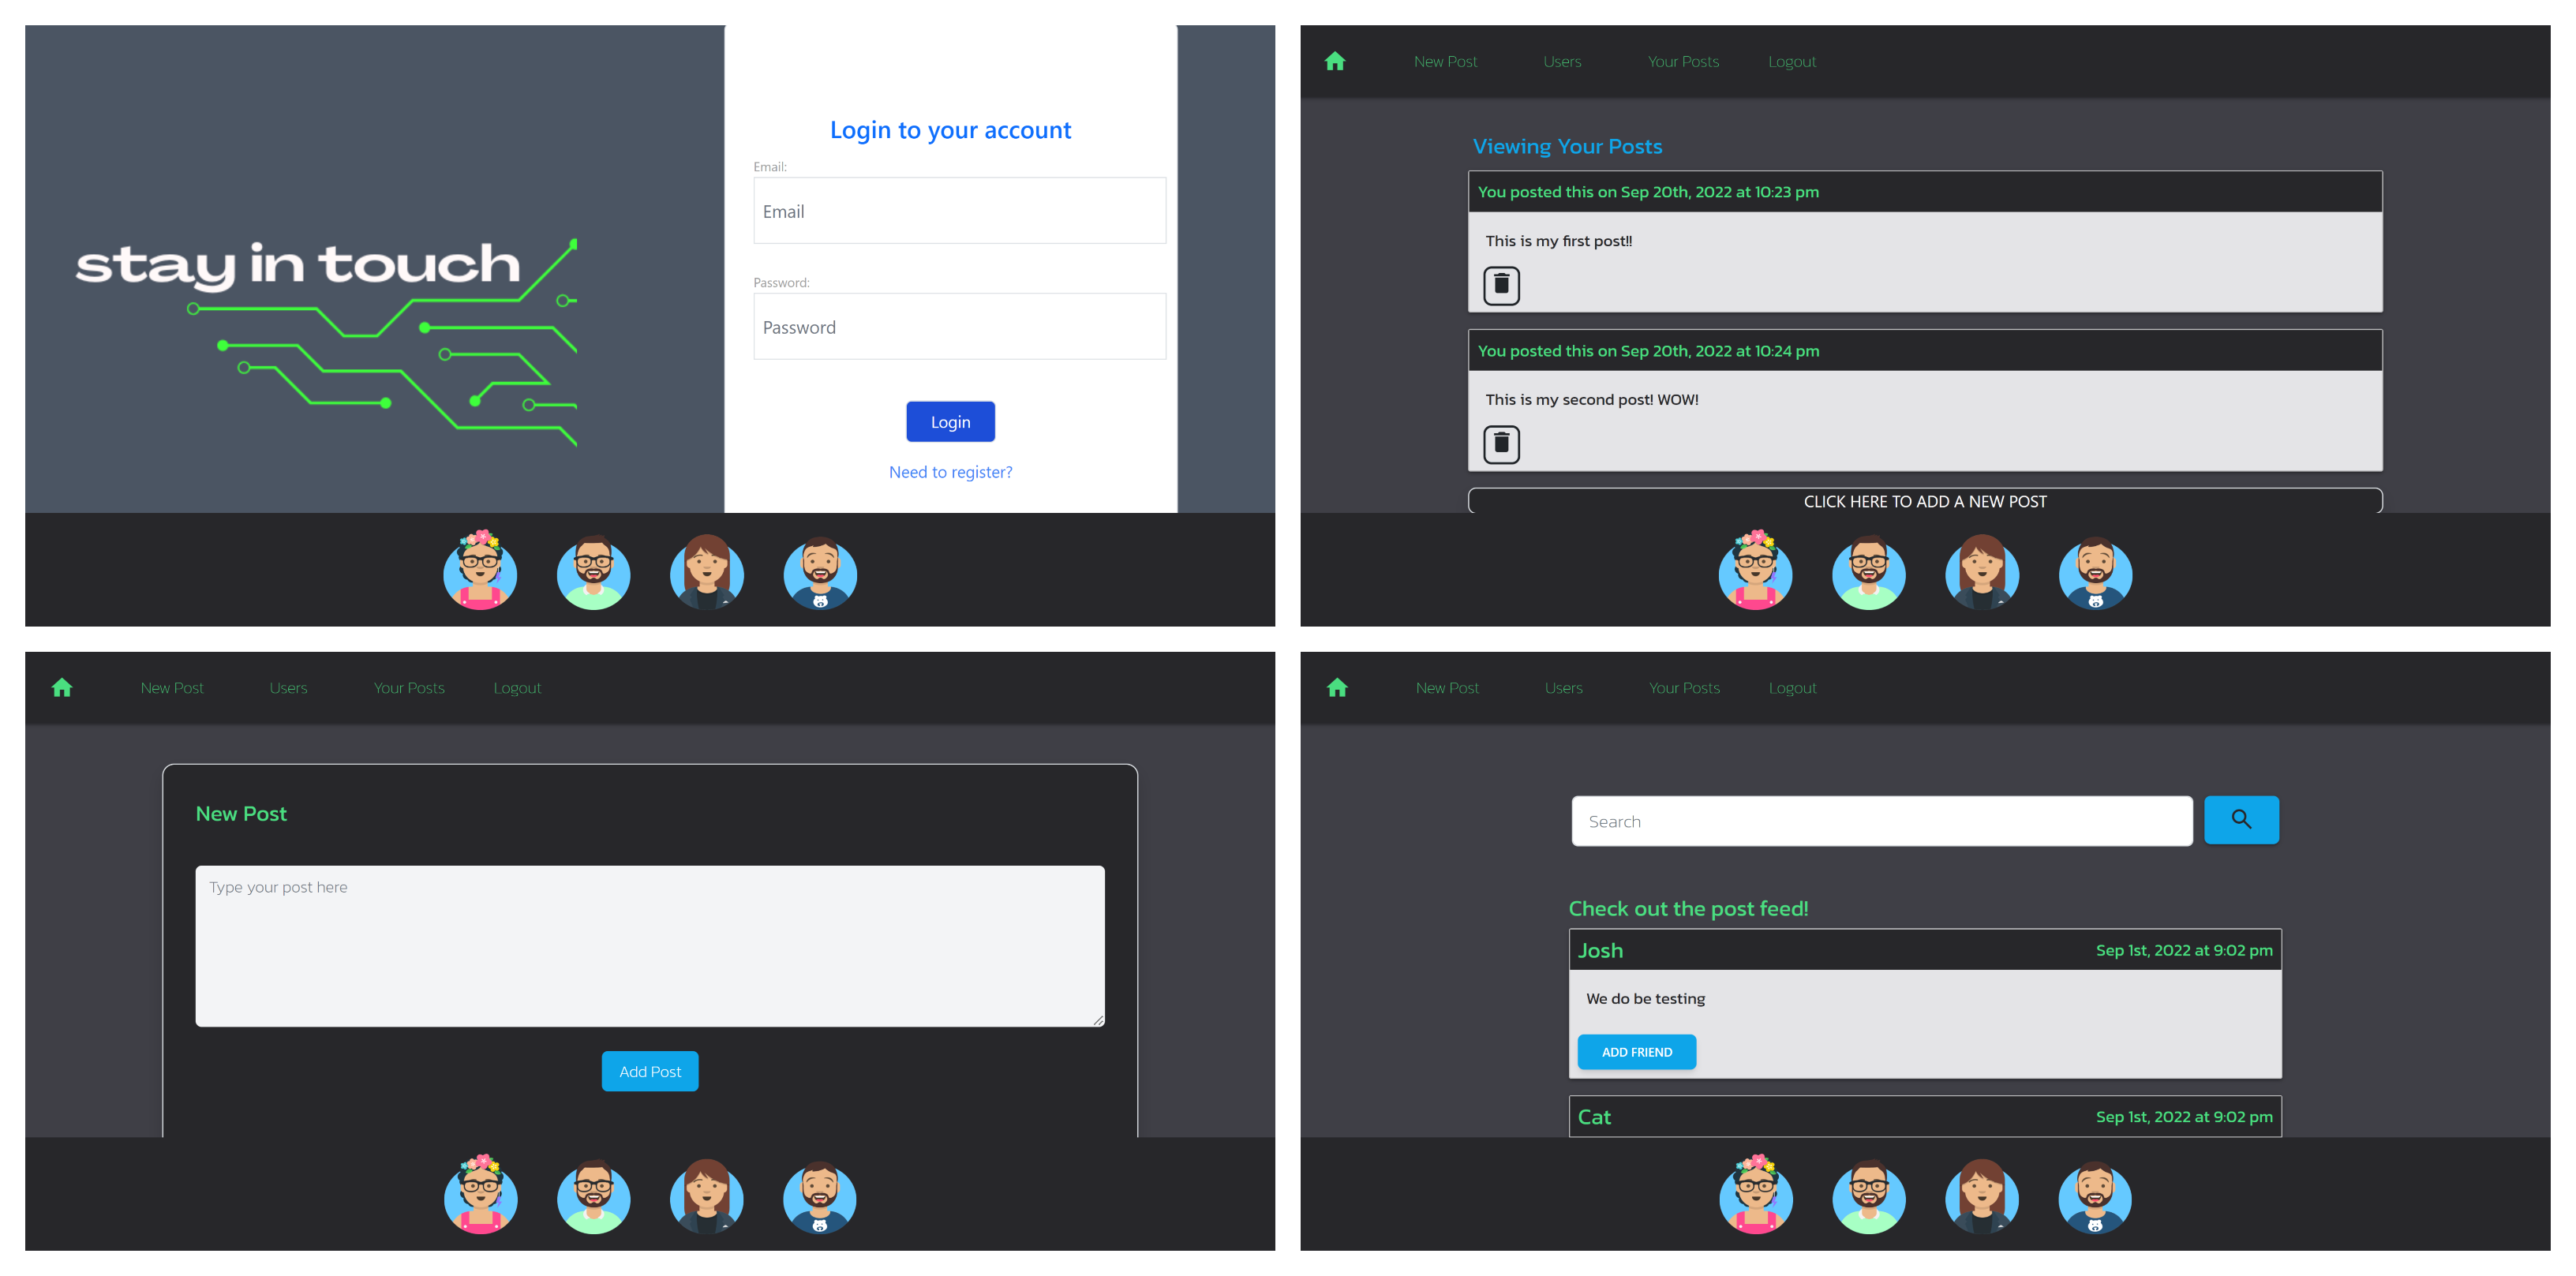 stay in touch
Login to your account
Email:
Email
Password:
Password
Login
Need to register?
New Post Users Your Posts Logout
Viewing Your Posts
You posted this on Sep 20th, 2022 at 10:23 pm
This is my first post!!
You posted this on Sep 20th, 2022 at 10:24 pm
This is my second post! WOW!
CLICK HERE TO ADD A NEW POST
New Post Users Your Posts Logout
New Post
Type your post here
Add Post
New Post Users Your Posts Logout
Search
Check out the post feed!
Josh Sep 1st, 2022 at 9:02 pm
We do be testing
ADD FRIEND
Cat Sep 1st, 2022 at 9:02 pm